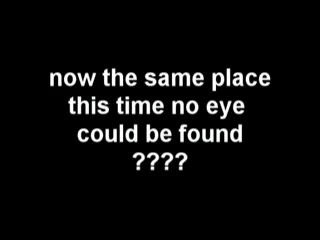 now the same place
this time no eye
could be found
????